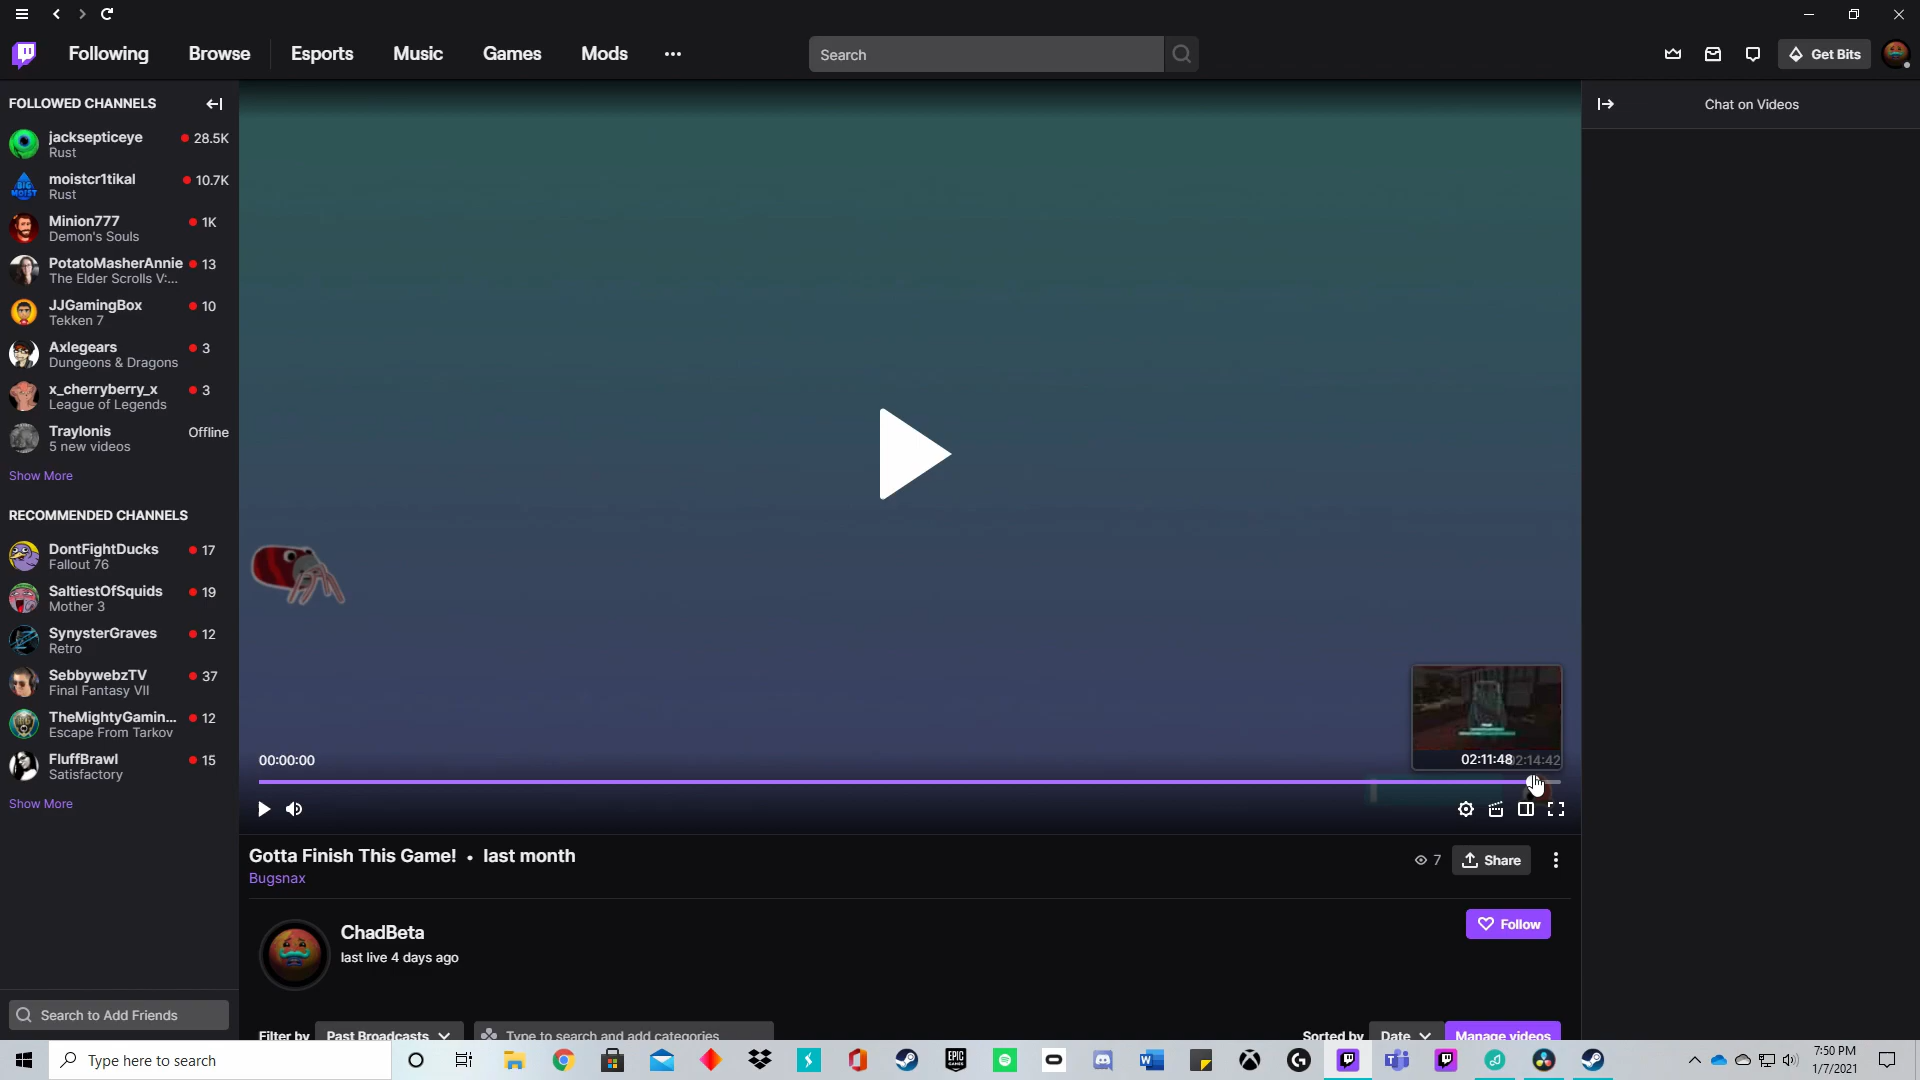 Following
Browse
Esports
Music
Games
Mods
Search
Get Bits
FOLLOWED CHANNELS
jacksepticeye
28.5K
Rust
moistcr1tikal
10.7K
Rust
Minion777
1K
Demon's Souls
PotatoMasherAnnie
13
The Elder Scrolls V:...
JJGamingBox
10
Tekken 7
Axlegears
3
Dungeons & Dragons
x_cherryberry_x
3
League of Legends
Traylonis
Offline
5 new videos
Show More
RECOMMENDED CHANNELS
DontFightDucks
17
Fallout 76
SaltiestOfSquids
19
Mother 3
SynysterGraves
12
Retro
SebbywebzTV
37
Final Fantasy VII
TheMightyGamin...
12
Escape From Tarkov
FluffBrawl
15
Satisfactory
Show More
Search to Add Friends
Chat on Videos
00:00:00
02:11:48
02:14:42
Gotta Finish This Game! • last month
Bugsnax
7
Share
ChadBeta
last live 4 days ago
Follow
Filter by
Past Broadcasts
Type to search and add categories
Sorted by
Date
Manage videos
Type here to search
EPIC
GAMES
7:50 PM
1/7/2021